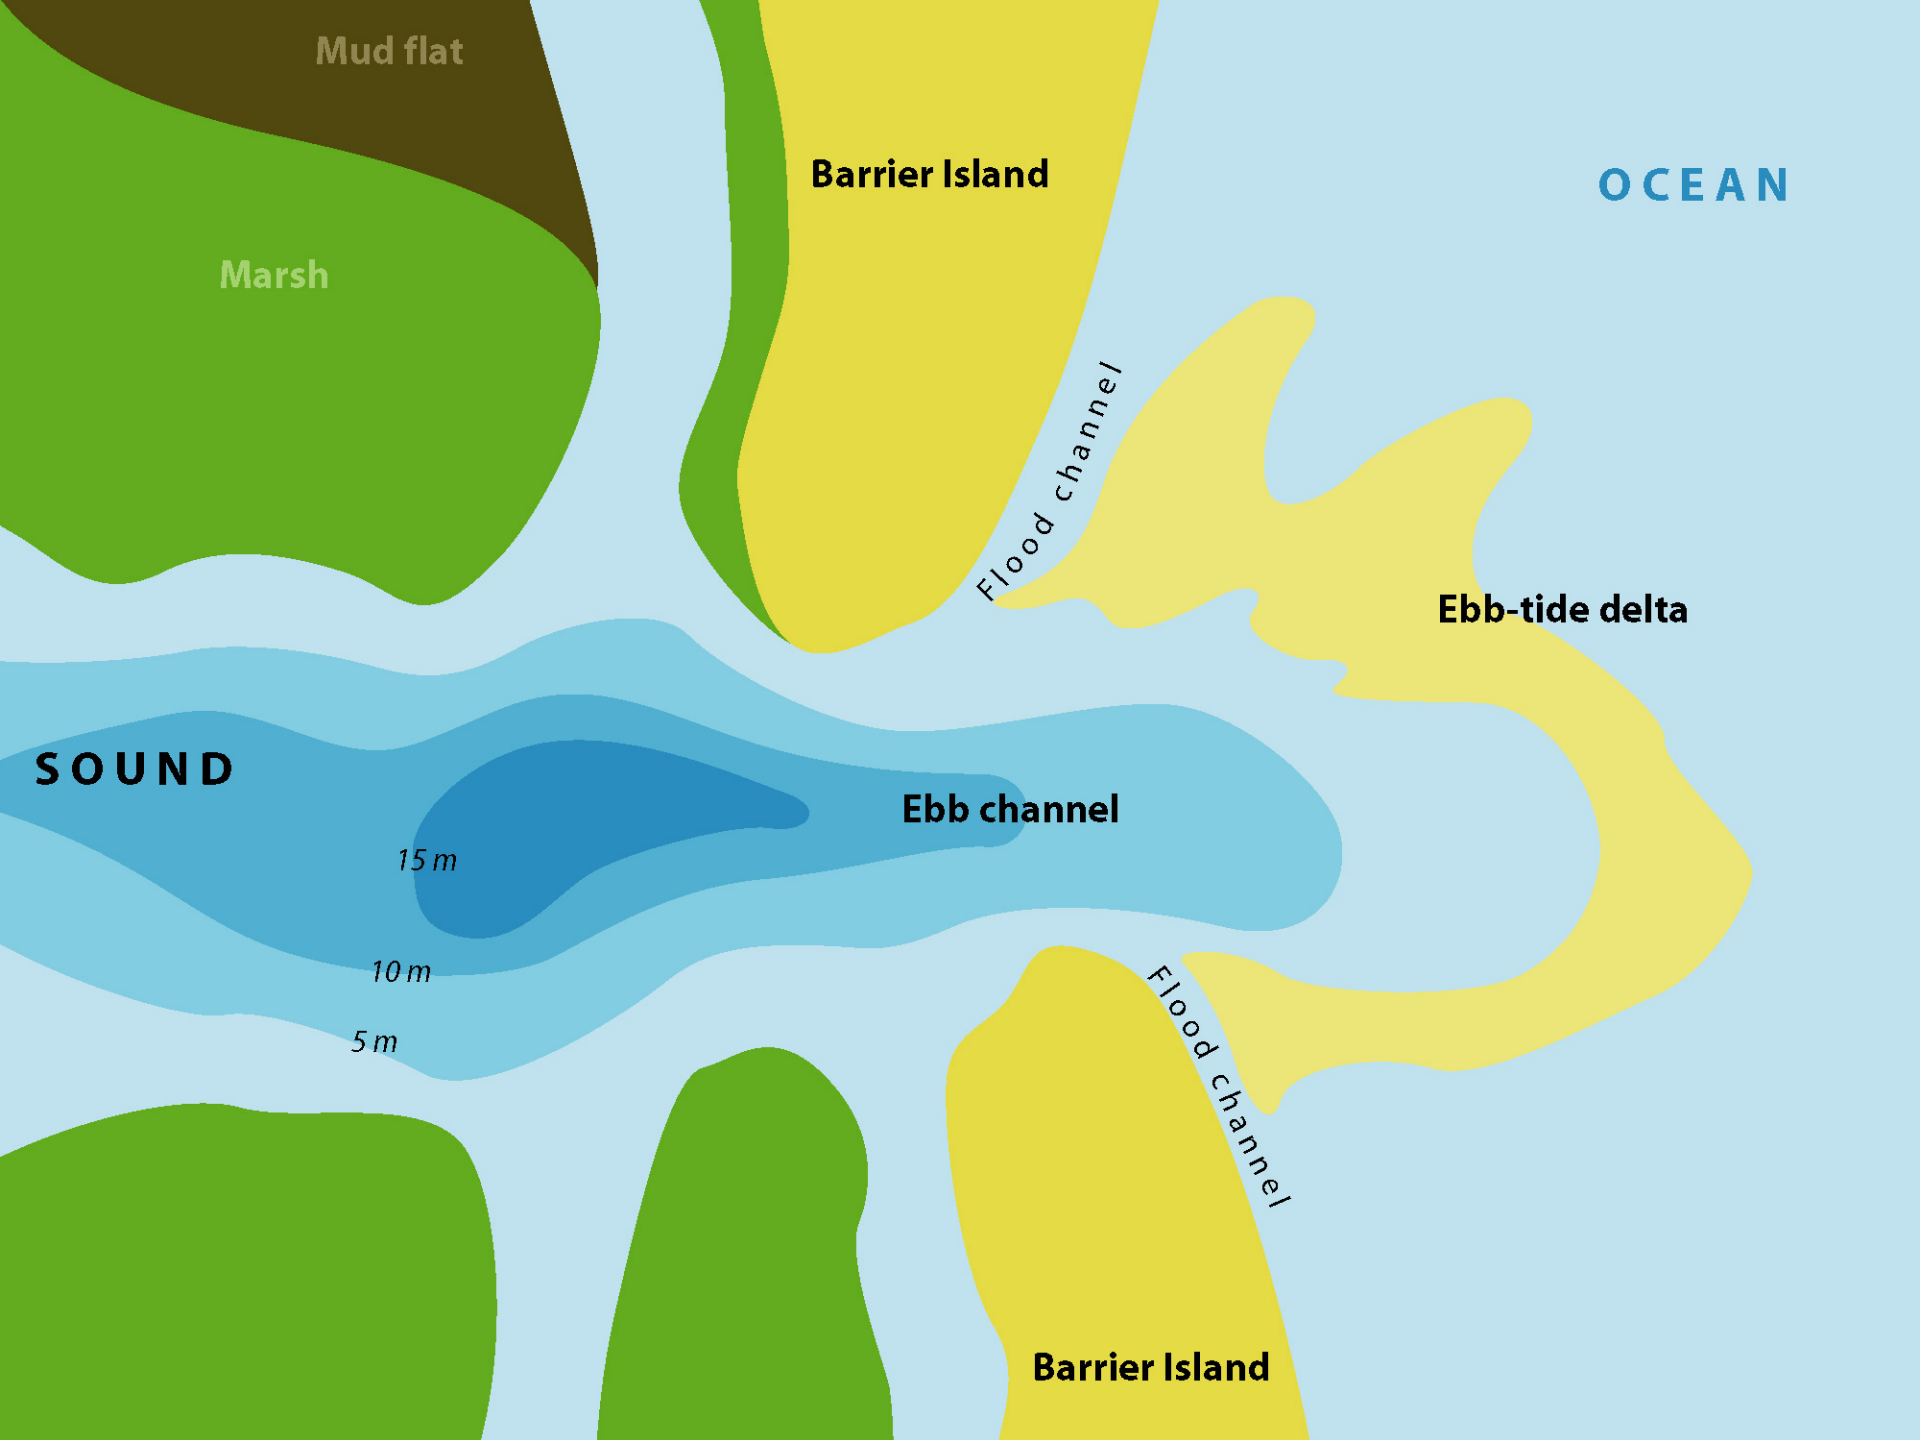 Mud flat
Barrier Island
OCEAN
Marsh
Flood channel
Ebb-tide delta
SOUND
Ebb channel
15 m
10 m
Flood channel
5 m
Barrier Island